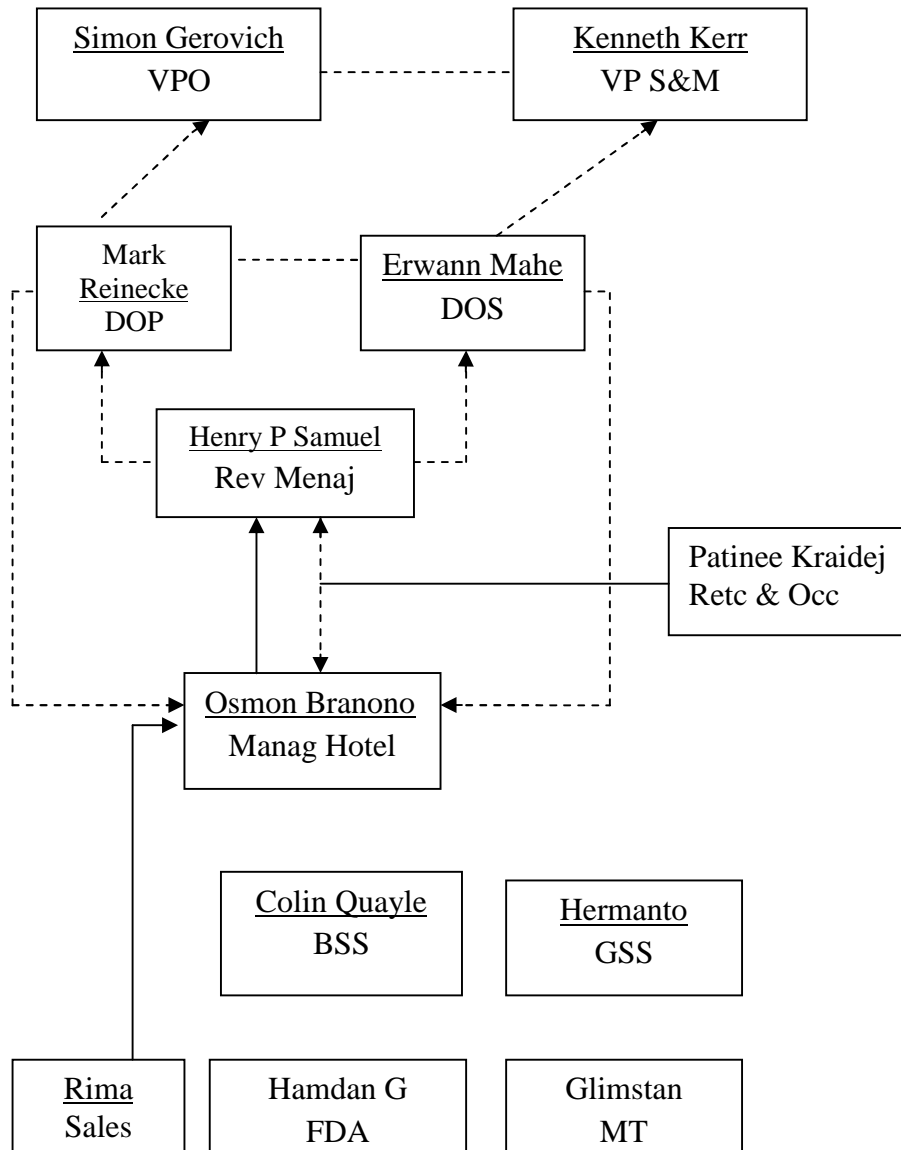 Simon Gerovich
VPO
Kenneth Kerr
VP S&M
Mark
Reinecke
DOP
Erwann Mahe
DOS
Henry P Samuel
Rev Menaj
Patinee Kraidej
Retc & Occ
Osmon Branono
Manag Hotel
Colin Quayle
BSS
Hermanto
GSS
Rima
Sales
Hamdan G
FDA
Glimstan
MT